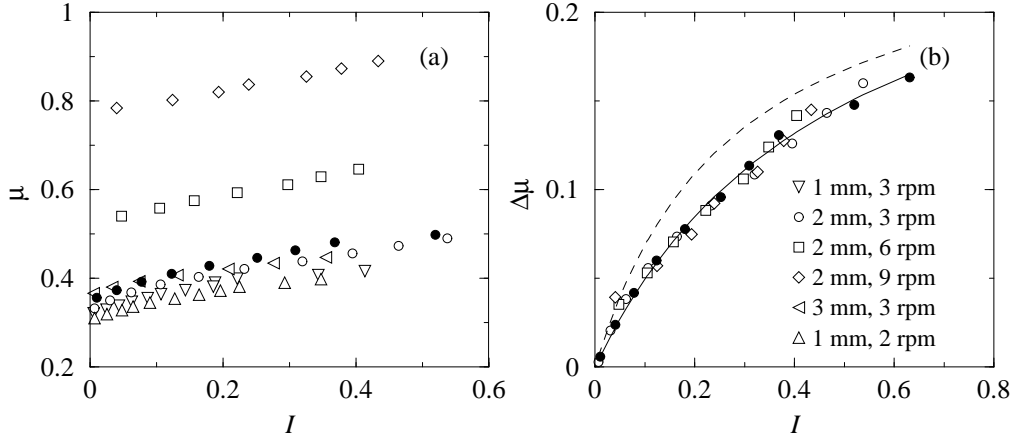 1
0.8
0.6
0.4
0.2
μ
(a)
0
0.2
0.4
0.6
I
0.2
0.1
0
Δμ
(b)
1 mm, 3 rpm
2 mm, 3 rpm
2 mm, 6 rpm
2 mm, 9 rpm
3 mm, 3 rpm
1 mm, 2 rpm
0
0.2
0.4
0.6
0.8
I